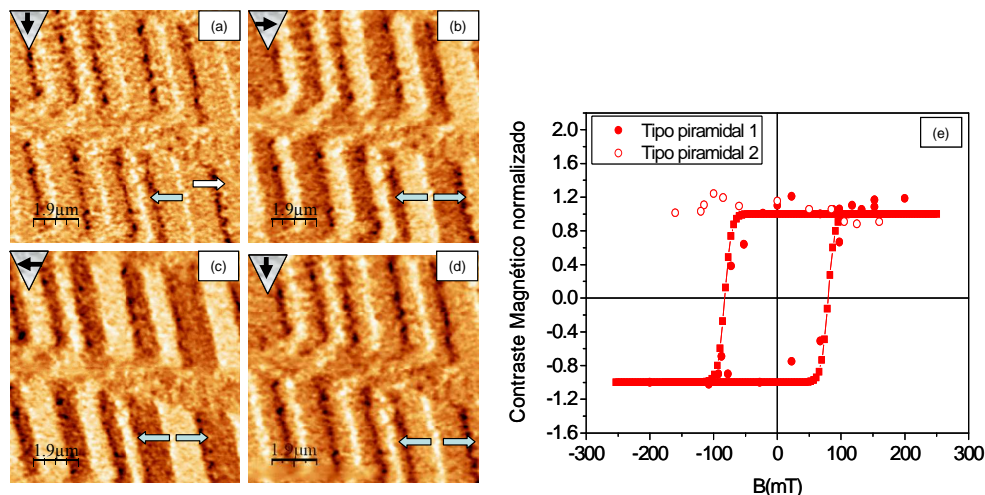 (a)
1.9µm
(b)
1.9µm
(c)
1.9µm
(d)
1.9µm
(e)
Tipo piramidal 1
Tipo piramidal 2
Contraste Magnético normalizado
2.0
1.6
1.2
0.8
0.4
0.0
-0.4
-0.8
-1.2
-1.6
-300 -200 -100 0 100 200 300
B(mT)